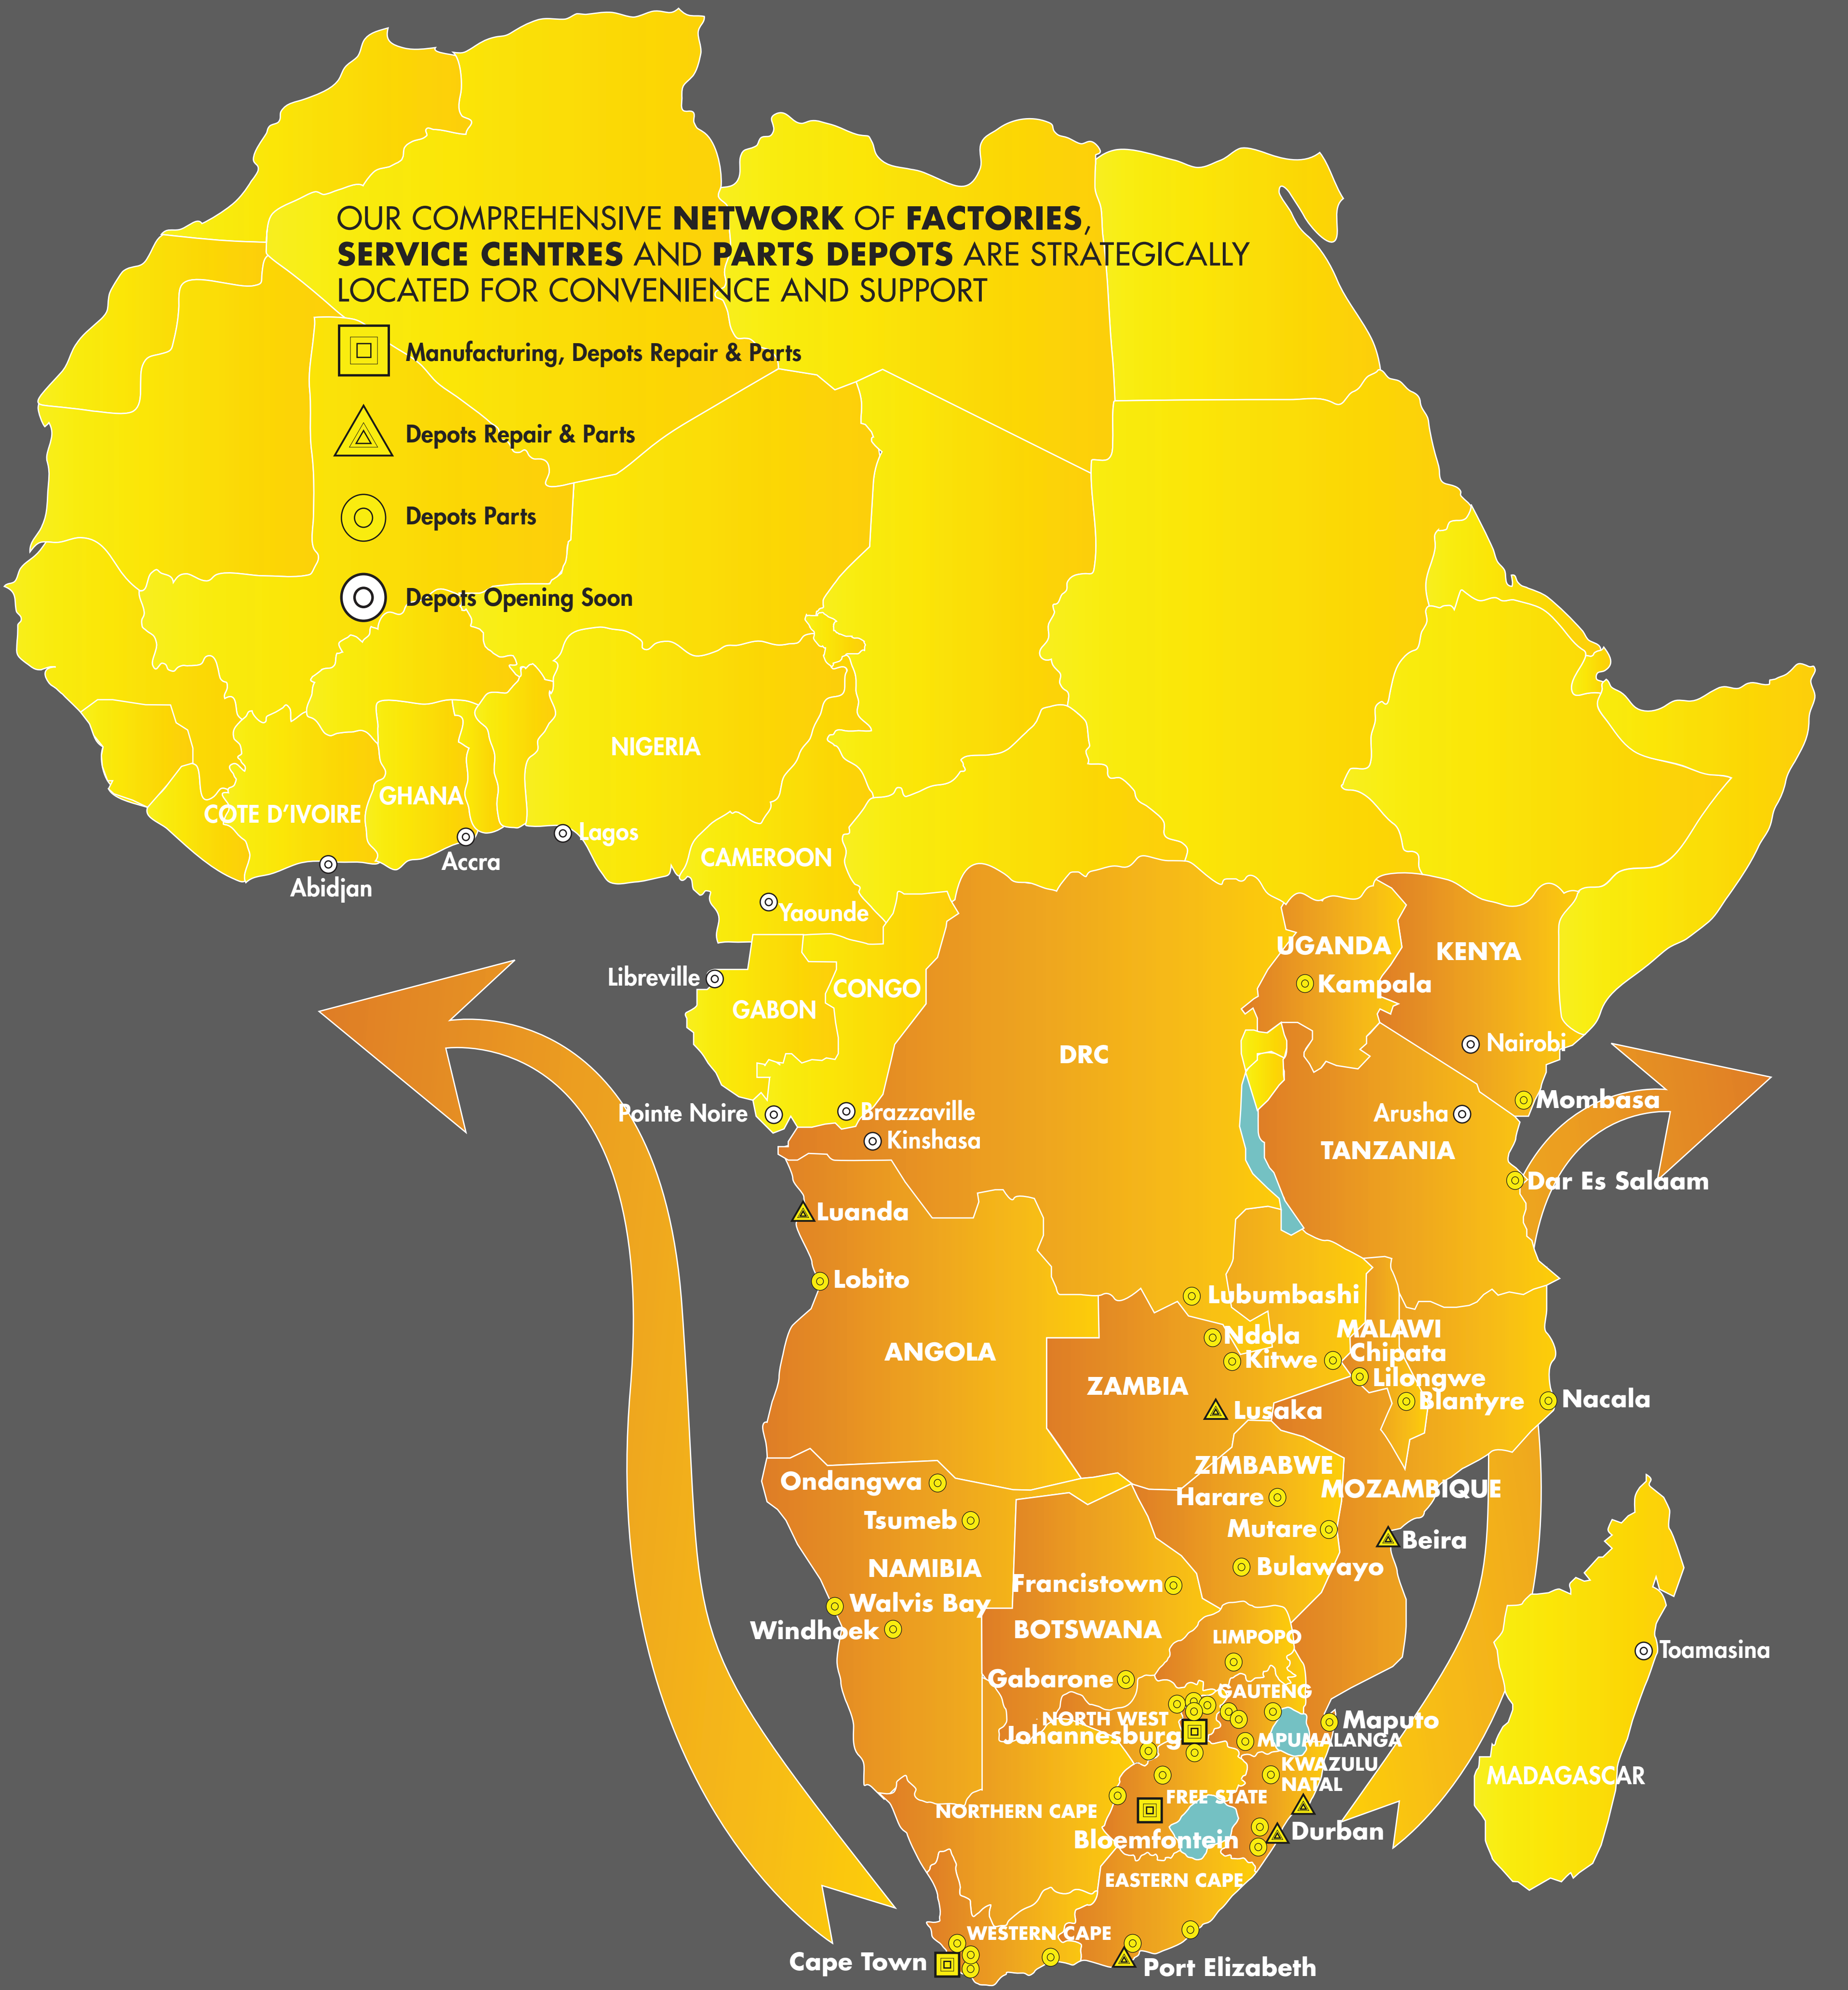 OUR COMPREHENSIVE NETWORK OF FACTORIES,
SERVICE CENTRES AND PARTS DEPOTS ARE STRATEGICALLY
LOCATED FOR CONVENIENCE AND SUPPORT
Manufacturing, Depots Repair & Parts
Depots Repair & Parts
Depots Parts
Depots Opening Soon
NIGERIA
GHANA
COTE D'IVOIRE
Lagos
Accra
Abidjan
CAMEROON
Yaounde
UGANDA
KENYA
Libreville
CONGO
Kampala
GABON
Nairobi
DRC
Mombasa
Pointe Noire
Brazzaville
Arusha
Kinshasa
TANZANIA
Dar Es Salaam
Luanda
Lobito
Lubumbashi
MALAWI
Ndola
Chipata
ANGOLA
Kitwe
Lilongwe
ZAMBIA
Blantyre
Nacala
Lusaka
ZIMBABWE
Ondangwa
MOZAMBIQUE
Harare
Tsumeb
Mutare
Beira
NAMIBIA
Bulawayo
Francistown
Walvis Bay
Windhoek
BOTSWANA
LIMPOPO
Toamasina
Gabarone
GAUTENG
NORTH WEST
Maputo
Johannesburg
MPUMALANGA
KWAZULU
NATAL
MADAGASCAR
FREE STATE
NORTHERN CAPE
Durban
Bloemfontein
EASTERN CAPE
WESTERN CAPE
Cape Town
Port Elizabeth